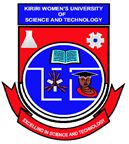 KIRIRI WOMEN'S UNIVERSITY
OF
SCIENCE AND TECHNOLOGY
EXCELLING IN SCIENCE AND TECHNOLOGY